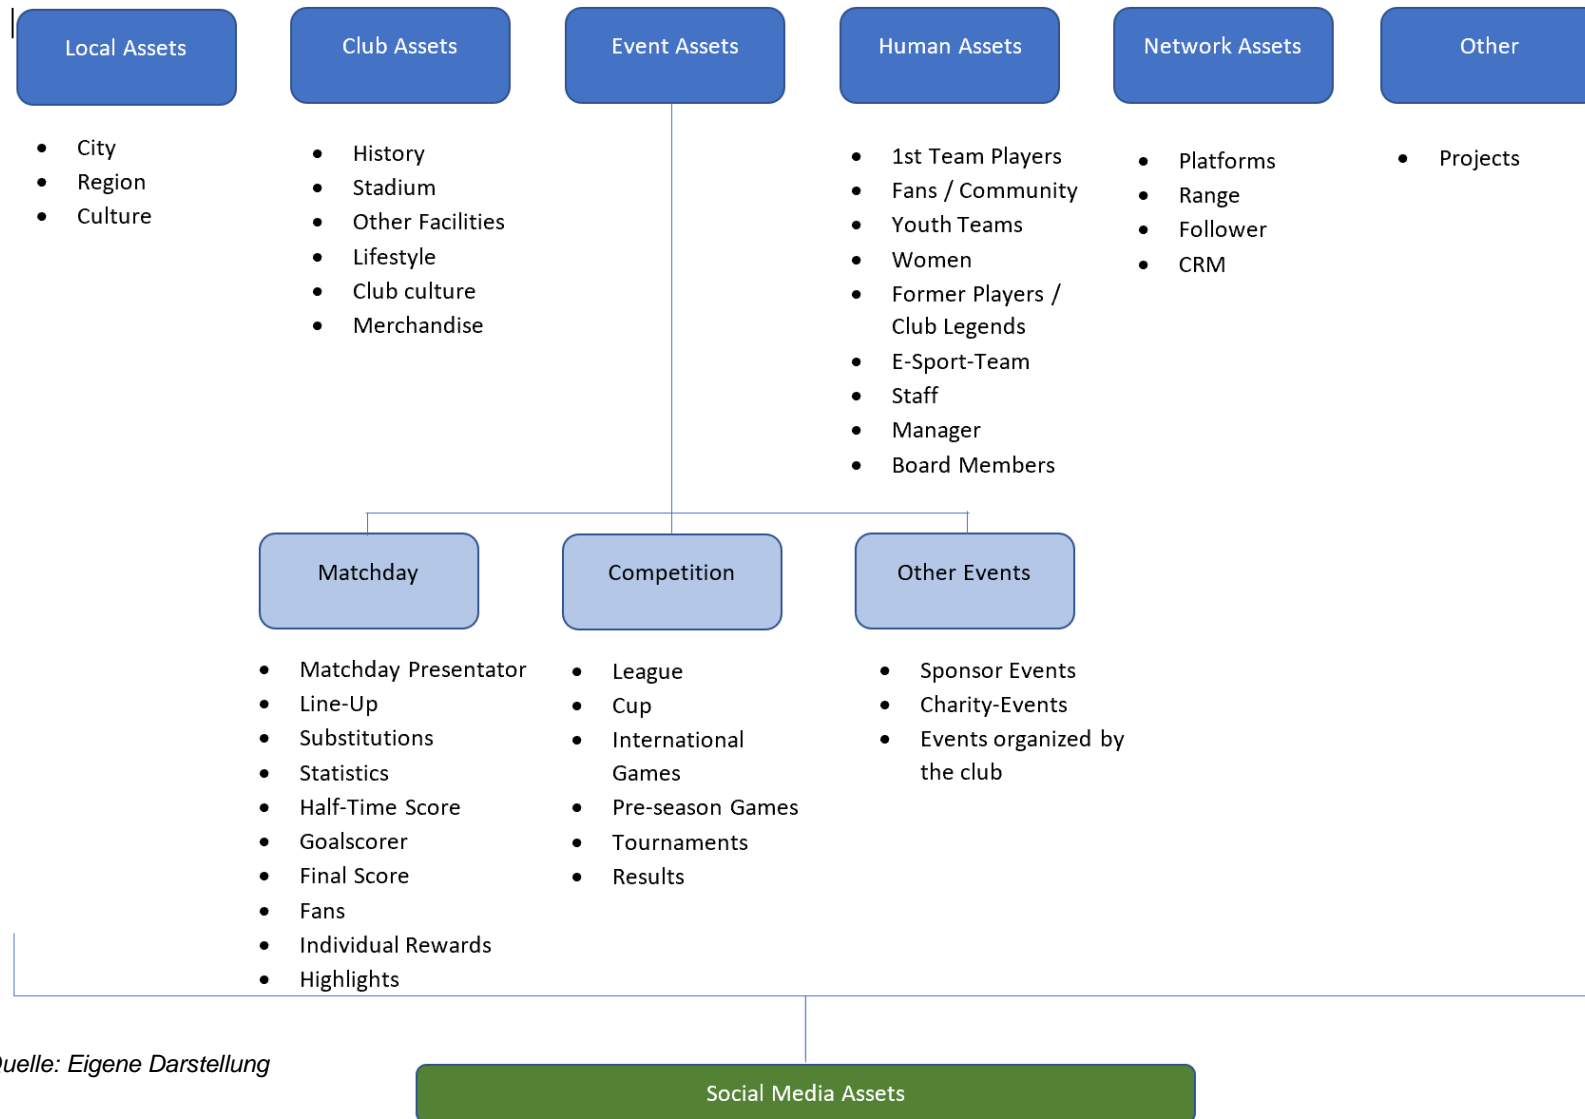 Local Assets
Club Assets
Event Assets
Human Assets
Network Assets
Other
• City
• Region
• Culture
• History
• Stadium
• Other Facilities
• Lifestyle
• Club culture
• Merchandise
• 1st Team Players
• Fans / Community
• Youth Teams
• Women
• Former Players /
Club Legends
• E-Sport-Team
• Staff
• Manager
• Board Members
• Platforms
• Range
• Follower
• CRM
• Projects
Matchday
Competition
Other Events
• Matchday Presentator
• Line-Up
• Substitutions
• Statistics
• Half-Time Score
• Goalscorer
• Final Score
• Fans
• Individual Rewards
• Highlights
• League
• Cup
• International
Games
• Pre-season Games
• Tournaments
• Results
• Sponsor Events
• Charity-Events
• Events organized by
the club
Quelle: Eigene Darstellung
Social Media Assets